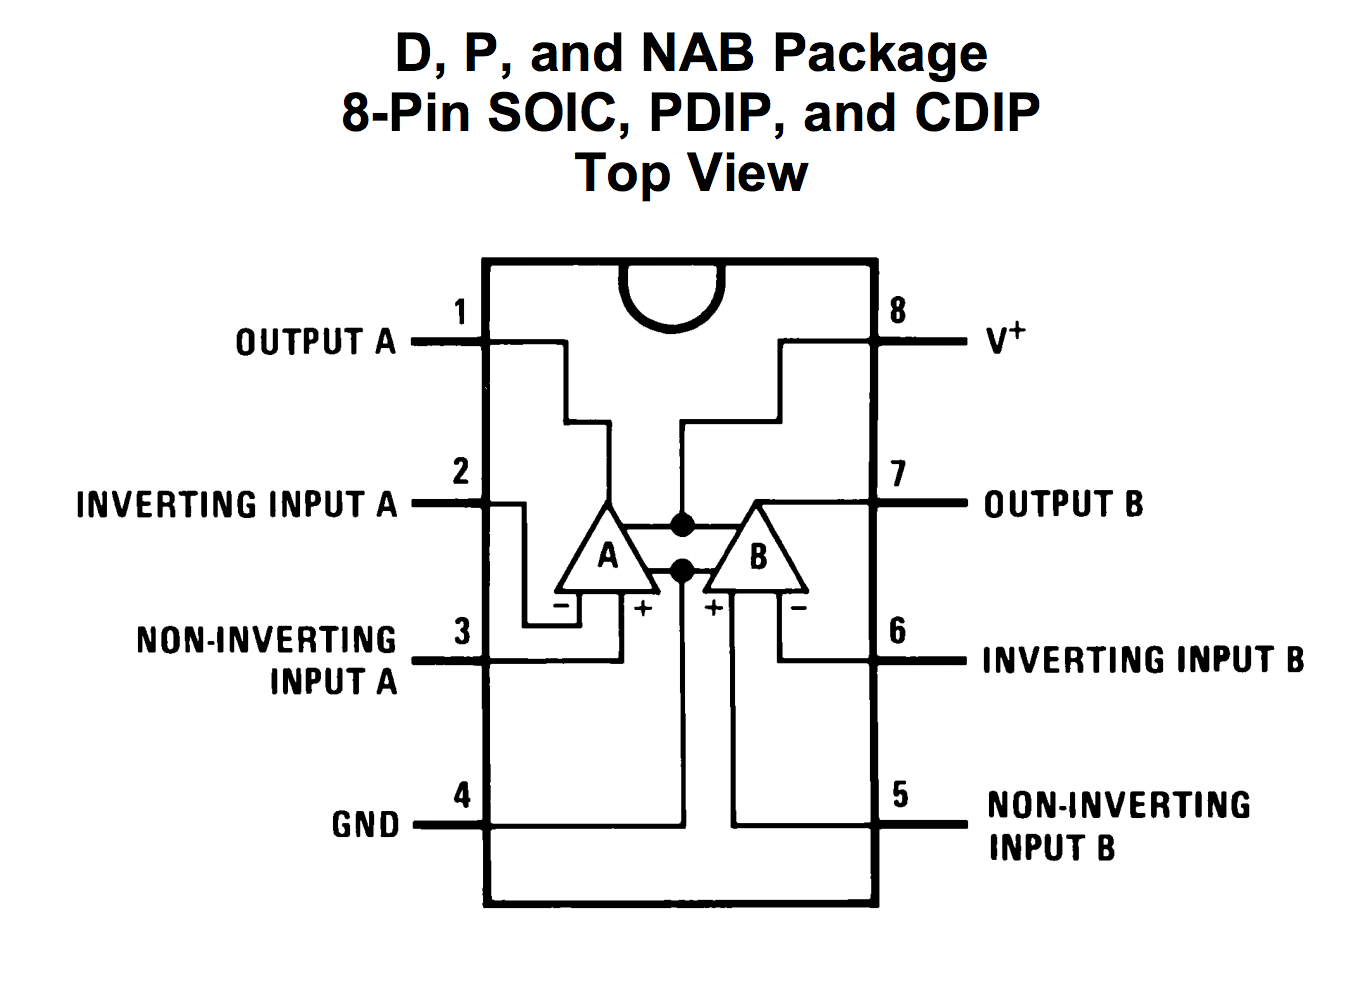 D, P, and NAB Package
8-Pin SOIC, PDIP, and CDIP
Top View
1
OUTPUT A
8
V+
2
INVERTING INPUT A
7
OUTPUT B
A
B
- +
+ -
3
NON-INVERTING
INPUT A
6
INVERTING INPUT B
4
GND
5
NON-INVERTING
INPUT B